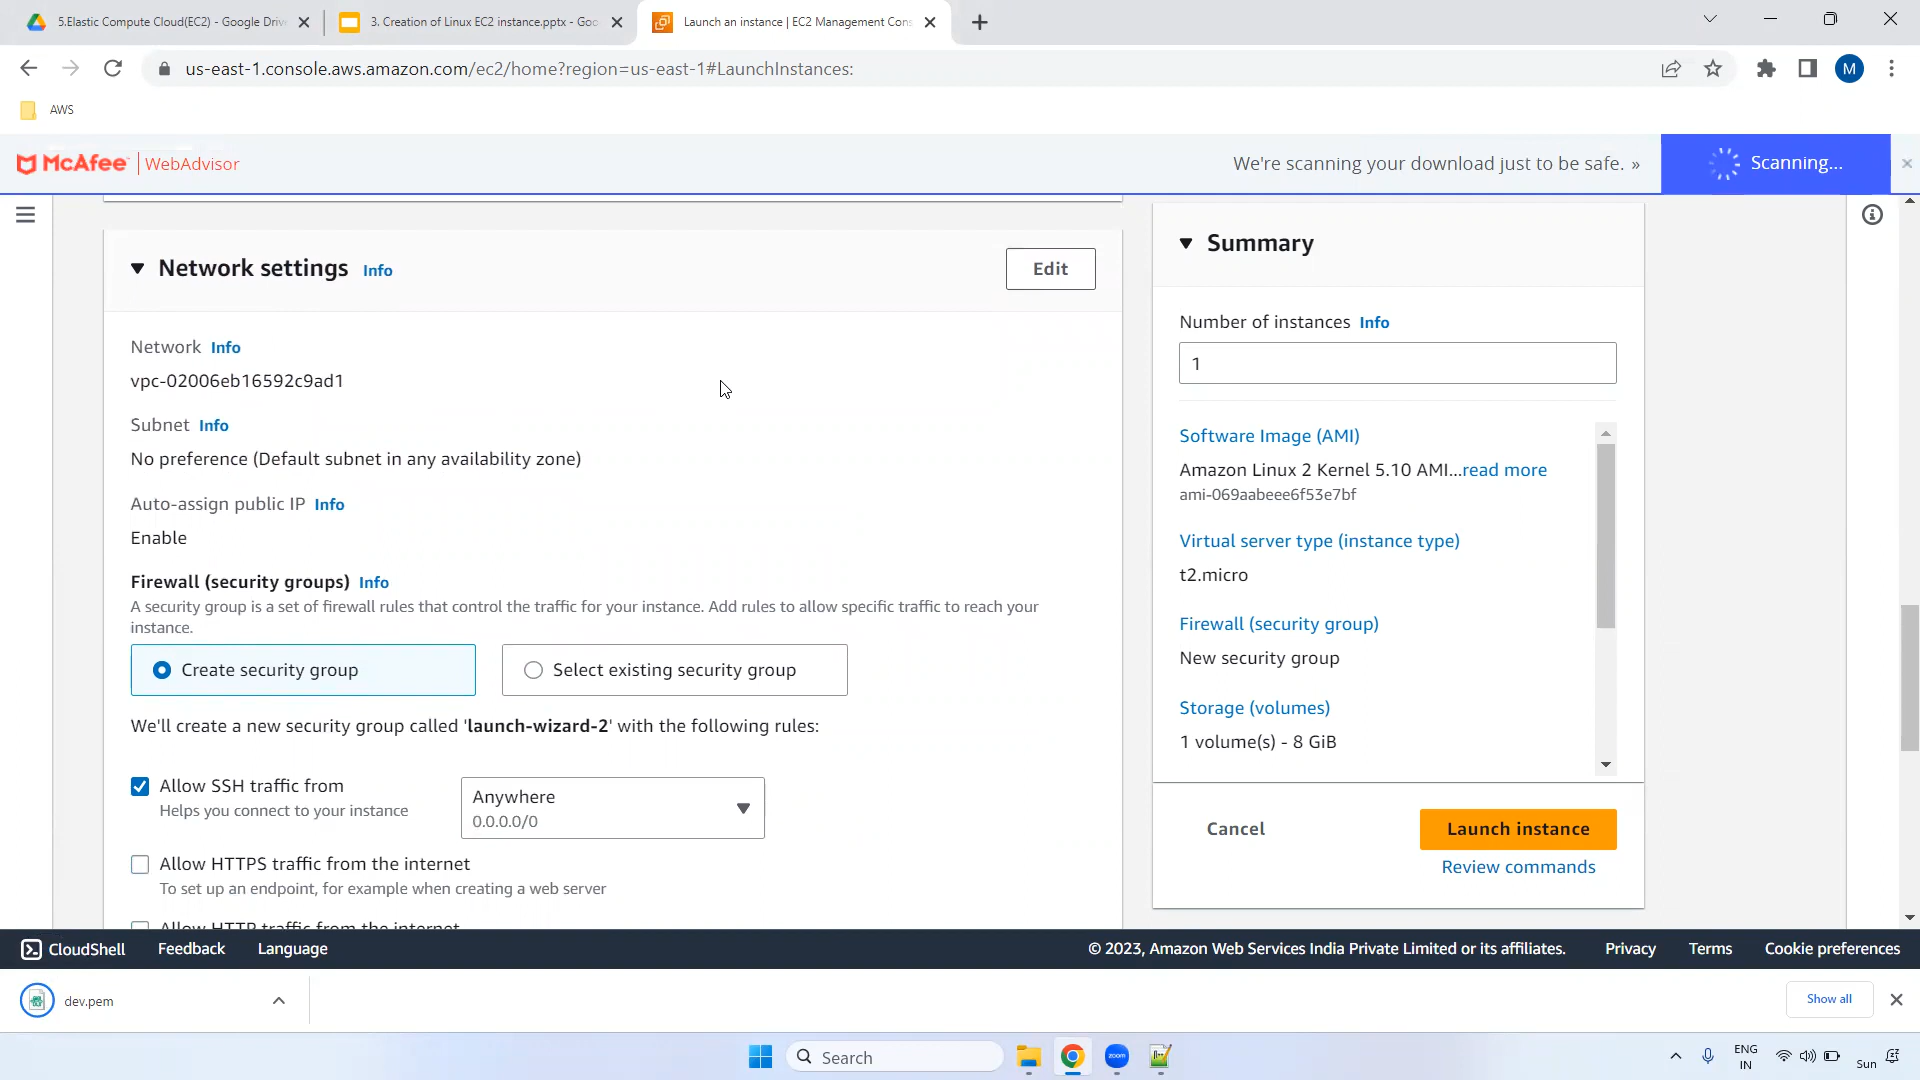 5.Elastic Compute Cloud(EC2) - Google Driv
3. Creation of Linux EC2 instance.pptx - Goo
Launch an instance | EC2 Management Cons
us-east-1.console.aws.amazon.com/ec2/home?region=us-east-1#LaunchInstances:
M
AWS
McAfee | WebAdvisor
We're scanning your download just to be safe. »
Scanning...
Network settings Info
Edit
Network Info
vpc-02006eb16592c9ad1
Subnet Info
No preference (Default subnet in any availability zone)
Auto-assign public IP Info
Enable
Firewall (security groups) Info
A security group is a set of firewall rules that control the traffic for your instance. Add rules to allow specific traffic to reach your
instance.
Create security group
Select existing security group
We'll create a new security group called 'launch-wizard-2' with the following rules:
Allow SSH traffic from
Helps you connect to your instance
Anywhere
0.0.0.0/0
Allow HTTPS traffic from the internet
To set up an endpoint, for example when creating a web server
Allow HTTP traffic from the internet
Summary
Number of instances Info
1
Software Image (AMI)
Amazon Linux 2 Kernel 5.10 AMI...read more
ami-069aabeee6f53e7bf
Virtual server type (instance type)
t2.micro
Firewall (security group)
New security group
Storage (volumes)
1 volume(s) - 8 GiB
Cancel
Launch instance
Review commands
CloudShell
Feedback
Language
© 2023, Amazon Web Services India Private Limited or its affiliates.
Privacy
Terms
Cookie preferences
dev.pem
Show all
Search
zoom
ENG
IN
Sun